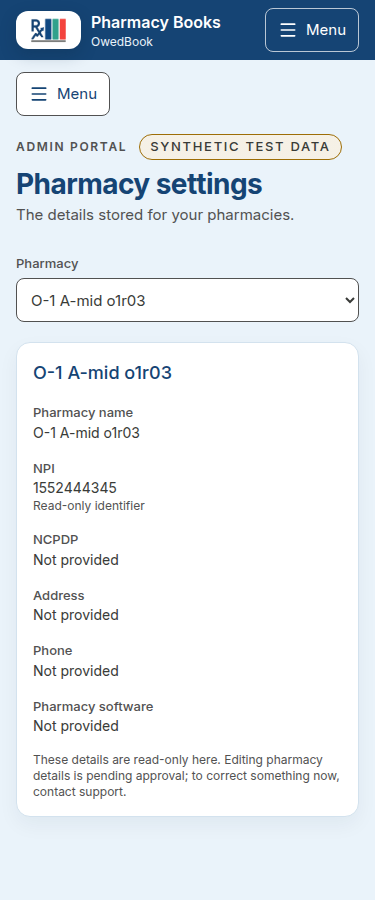 Pharmacy Books
OwedBook
Menu
Menu
ADMIN PORTAL
SYNTHETIC TEST DATA
Pharmacy settings
The details stored for your pharmacies.
Pharmacy
O-1 A-mid o1r03
O-1 A-mid o1r03
Pharmacy name
O-1 A-mid o1r03
NPI
1552444345
Read-only identifier
NCPDP
Not provided
Address
Not provided
Phone
Not provided
Pharmacy software
Not provided
These details are read-only here. Editing pharmacy
details is pending approval; to correct something now,
contact support.